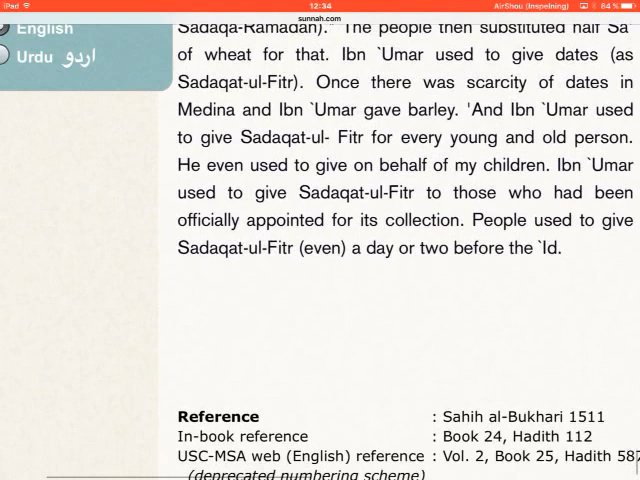 iPad 12:34 AirShou (Inspelning) 84 %
sunnah.com
English
Urdu اردو
Sadaqa-Ramadan)." The people then substituted half Sa'
of wheat for that. Ibn `Umar used to give dates (as
Sadaqat-ul-Fitr). Once there was scarcity of dates in
Medina and Ibn `Umar gave barley. 'And Ibn `Umar used
to give Sadaqat-ul- Fitr for every young and old person.
He even used to give on behalf of my children. Ibn `Umar
used to give Sadaqat-ul-Fitr to those who had been
officially appointed for its collection. People used to give
Sadaqat-ul-Fitr (even) a day or two before the `Id.
Reference : Sahih al-Bukhari 1511
In-book reference : Book 24, Hadith 112
USC-MSA web (English) reference : Vol. 2, Book 25, Hadith 587
(deprecated numbering scheme)